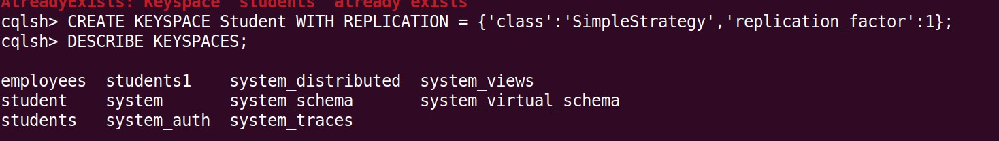 AlreadyExists: Keyspace 'students' already exists
cqlsh> CREATE KEYSPACE Student WITH REPLICATION = {'class':'SimpleStrategy','replication_factor':1};
cqlsh> DESCRIBE KEYSPACES;
employees  students1    system_distributed  system_views
student    system       system_schema       system_virtual_schema
students   system_auth  system_traces